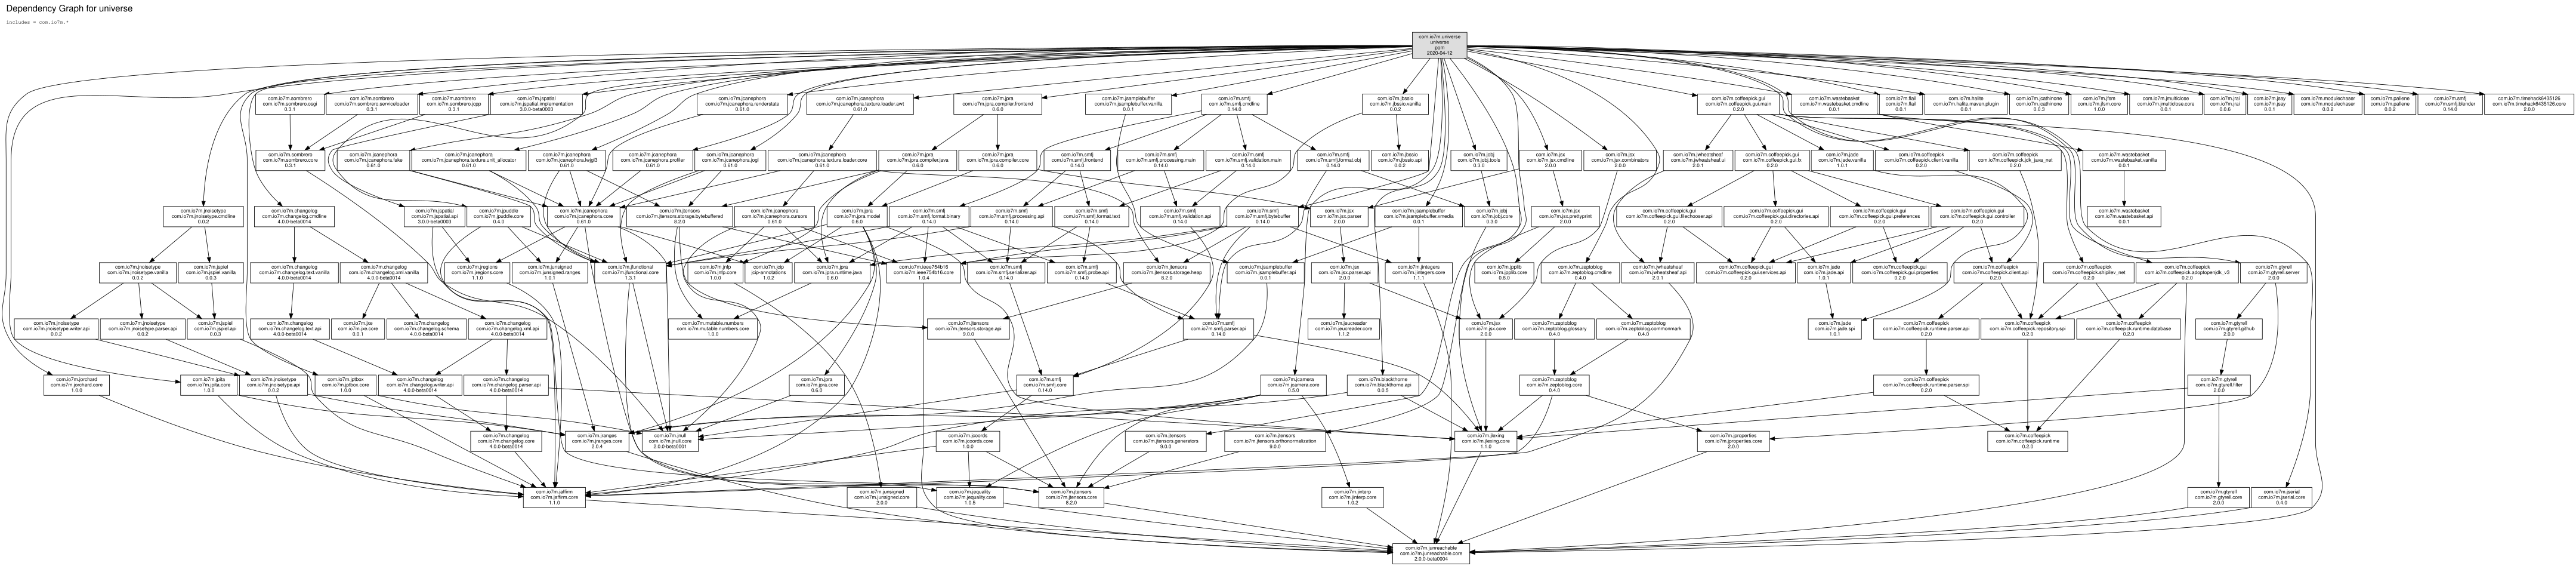 Dependency Graph for universe
includes = com.io7m.*
com.io7m.universe
universe
pom
2020-04-12
com.io7m.sombrero
com.io7m.sombrero.osgi
0.3.1
com.io7m.sombrero
com.io7m.sombrero.serviceloader
0.3.1
com.io7m.sombrero
com.io7m.sombrero.jcpp
0.3.1
com.io7m.jspatial
com.io7m.jspatial.implementation
3.0.0-beta0003
com.io7m.jcanephora
com.io7m.jcanephora.renderstate
0.61.0
com.io7m.jcanephora
com.io7m.jcanephora.texture.loader.awt
0.61.0
com.io7m.jpra
com.io7m.jpra.compiler.frontend
0.6.0
com.io7m.jsamplebuffer
com.io7m.jsamplebuffer.vanilla
0.0.1
com.io7m.smfj
com.io7m.smfj.cmdline
0.14.0
com.io7m.jbssio
com.io7m.jbssio.vanilla
0.0.2
com.io7m.coffeepick.gui
com.io7m.coffeepick.gui.main
0.2.0
com.io7m.wastebasket
com.io7m.wastebasket.cmdline
0.0.1
com.io7m.flail
com.io7m.flail
0.0.1
com.io7m.halite
com.io7m.halite.maven.plugin
0.0.1
com.io7m.jcathinone
com.io7m.jcathinone
0.0.3
com.io7m.jfsm
com.io7m.jfsm.core
1.0.0
com.io7m.jmulticlose
com.io7m.jmulticlose.core
0.0.1
com.io7m.jrai
com.io7m.jrai
0.0.6
com.io7m.jsay
com.io7m.jsay
0.0.1
com.io7m.modulechaser
com.io7m.modulechaser
0.0.2
com.io7m.pallene
com.io7m.pallene
0.0.2
com.io7m.smfj
com.io7m.smfj.blender
0.14.0
com.io7m.timehack6435126
com.io7m.timehack6435126.core
2.0.0
com.io7m.sombrero
com.io7m.sombrero.core
0.3.1
com.io7m.jcanephora
com.io7m.jcanephora.fake
0.61.0
com.io7m.jcanephora
com.io7m.jcanephora.texture.unit_allocator
0.61.0
com.io7m.jcanephora
com.io7m.jcanephora.lwjgl3
0.61.0
com.io7m.jcanephora
com.io7m.jcanephora.profiler
0.61.0
com.io7m.jcanephora
com.io7m.jcanephora.jogl
0.61.0
com.io7m.jcanephora
com.io7m.jcanephora.texture.loader.core
0.61.0
com.io7m.jpra
com.io7m.jpra.compiler.java
0.6.0
com.io7m.jpra
com.io7m.jpra.compiler.core
0.6.0
com.io7m.smfj
com.io7m.smfj.frontend
0.14.0
com.io7m.smfj
com.io7m.smfj.processing.main
0.14.0
com.io7m.smfj
com.io7m.smfj.validation.main
0.14.0
com.io7m.smfj
com.io7m.smfj.format.obj
0.14.0
com.io7m.jbssio
com.io7m.jbssio.api
0.0.2
com.io7m.jobj
com.io7m.jobj.tools
0.3.0
com.io7m.jsx
com.io7m.jsx.cmdline
2.0.0
com.io7m.jsx
com.io7m.jsx.combinators
2.0.0
com.io7m.jwheatsheaf
com.io7m.jwheatsheaf.ui
2.0.1
com.io7m.coffeepick.gui
com.io7m.coffeepick.gui.fx
0.2.0
com.io7m.jade
com.io7m.jade.vanilla
1.0.1
com.io7m.coffeepick
com.io7m.coffeepick.client.vanilla
0.2.0
com.io7m.coffeepick
com.io7m.coffeepick.jdk_java_net
0.2.0
com.io7m.wastebasket
com.io7m.wastebasket.vanilla
0.0.1
com.io7m.jnoisetype
com.io7m.jnoisetype.cmdline
0.0.2
com.io7m.changelog
com.io7m.changelog.cmdline
4.0.0-beta0014
com.io7m.jspatial
com.io7m.jspatial.api
3.0.0-beta0003
com.io7m.jpuddle
com.io7m.jpuddle.core
0.4.0
com.io7m.jcanephora
com.io7m.jcanephora.core
0.61.0
com.io7m.jtensors
com.io7m.jtensors.storage.bytebuffered
8.2.0
com.io7m.jcanephora
com.io7m.jcanephora.cursors
0.61.0
com.io7m.jpra
com.io7m.jpra.model
0.6.0
com.io7m.smfj
com.io7m.smfj.format.binary
0.14.0
com.io7m.smfj
com.io7m.smfj.processing.api
0.14.0
com.io7m.smfj
com.io7m.smfj.format.text
0.14.0
com.io7m.smfj
com.io7m.smfj.validation.api
0.14.0
com.io7m.smfj
com.io7m.smfj.bytebuffer
0.14.0
com.io7m.jsx
com.io7m.jsx.parser
2.0.0
com.io7m.jsamplebuffer
com.io7m.jsamplebuffer.xmedia
0.0.1
com.io7m.jobj
com.io7m.jobj.core
0.3.0
com.io7m.jsx
com.io7m.jsx.prettyprint
2.0.0
com.io7m.coffeepick.gui
com.io7m.coffeepick.gui.filechooser.api
0.2.0
com.io7m.coffeepick.gui
com.io7m.coffeepick.gui.directories.api
0.2.0
com.io7m.coffeepick.gui
com.io7m.coffeepick.gui.preferences
0.2.0
com.io7m.coffeepick.gui
com.io7m.coffeepick.gui.controller
0.2.0
com.io7m.wastebasket
com.io7m.wastebasket.api
0.0.1
com.io7m.jnoisetype
com.io7m.jnoisetype.vanilla
0.0.2
com.io7m.jspiel
com.io7m.jspiel.vanilla
0.0.3
com.io7m.changelog
com.io7m.changelog.text.vanilla
4.0.0-beta0014
com.io7m.changelog
com.io7m.changelog.xml.vanilla
4.0.0-beta0014
com.io7m.jregions
com.io7m.jregions.core
1.1.0
com.io7m.junsigned
com.io7m.junsigned.ranges
1.0.1
com.io7m.jfunctional
com.io7m.jfunctional.core
1.3.1
com.io7m.jnfp
com.io7m.jnfp.core
1.0.0
com.io7m.jcip
jcip-annotations
1.0.2
com.io7m.jpra
com.io7m.jpra.runtime.java
0.6.0
com.io7m.ieee754b16
com.io7m.ieee754b16.core
1.0.4
com.io7m.smfj
com.io7m.smfj.serializer.api
0.14.0
com.io7m.smfj
com.io7m.smfj.probe.api
0.14.0
com.io7m.jtensors
com.io7m.jtensors.storage.heap
8.2.0
com.io7m.jsamplebuffer
com.io7m.jsamplebuffer.api
0.0.1
com.io7m.jsx
com.io7m.jsx.parser.api
2.0.0
com.io7m.jintegers
com.io7m.jintegers.core
1.1.1
com.io7m.jpplib
com.io7m.jpplib.core
0.8.0
com.io7m.zeptoblog
com.io7m.zeptoblog.cmdline
0.4.0
com.io7m.jwheatsheaf
com.io7m.jwheatsheaf.api
2.0.1
com.io7m.coffeepick.gui
com.io7m.coffeepick.gui.services.api
0.2.0
com.io7m.jade
com.io7m.jade.api
1.0.1
com.io7m.coffeepick.gui
com.io7m.coffeepick.gui.properties
0.2.0
com.io7m.coffeepick
com.io7m.coffeepick.client.api
0.2.0
com.io7m.coffeepick
com.io7m.coffeepick.shipilev_net
0.2.0
com.io7m.coffeepick
com.io7m.coffeepick.adoptopenjdk_v3
0.2.0
com.io7m.gtyrell
com.io7m.gtyrell.server
2.0.0
com.io7m.jnoisetype
com.io7m.jnoisetype.writer.api
0.0.2
com.io7m.jnoisetype
com.io7m.jnoisetype.parser.api
0.0.2
com.io7m.jspiel
com.io7m.jspiel.api
0.0.3
com.io7m.changelog
com.io7m.changelog.text.api
4.0.0-beta0014
com.io7m.jxe
com.io7m.jxe.core
0.0.1
com.io7m.changelog
com.io7m.changelog.schema
4.0.0-beta0014
com.io7m.changelog
com.io7m.changelog.xml.api
4.0.0-beta0014
com.io7m.mutable.numbers
com.io7m.mutable.numbers.core
1.0.0
com.io7m.jtensors
com.io7m.jtensors.storage.api
9.0.0
com.io7m.smfj
com.io7m.smfj.parser.api
0.14.0
com.io7m.jeucreader
com.io7m.jeucreader.core
1.1.2
com.io7m.jsx
com.io7m.jsx.core
2.0.0
com.io7m.zeptoblog
com.io7m.zeptoblog.glossary
0.4.0
com.io7m.zeptoblog
com.io7m.zeptoblog.commonmark
0.4.0
com.io7m.jade
com.io7m.jade.api
1.0.1
com.io7m.coffeepick
com.io7m.coffeepick.runtime.parser.api
0.2.0
com.io7m.coffeepick
com.io7m.coffeepick.repository.spi
0.2.0
com.io7m.coffeepick
com.io7m.coffeepick.runtime.database
0.2.0
com.io7m.gtyrell
com.io7m.gtyrell.github
2.0.0
com.io7m.jorchard
com.io7m.jorchard.core
1.0.0
com.io7m.jpita
com.io7m.jpita.core
1.0.0
com.io7m.jnoisetype
com.io7m.jnoisetype.api
0.0.2
com.io7m.jptbox
com.io7m.jptbox.core
1.0.0
com.io7m.changelog
com.io7m.changelog.writer.api
4.0.0-beta0014
com.io7m.changelog
com.io7m.changelog.parser.api
4.0.0-beta0014
com.io7m.jpra
com.io7m.jpra.core
0.6.0
com.io7m.smfj
com.io7m.smfj.core
0.14.0
com.io7m.jcamera
com.io7m.jcamera.core
0.5.0
com.io7m.blackthorne
com.io7m.blackthorne.api
0.0.5
com.io7m.zeptoblog
com.io7m.zeptoblog.core
0.4.0
com.io7m.coffeepick
com.io7m.coffeepick.runtime.parser.spi
0.2.0
com.io7m.gtyrell
com.io7m.gtyrell.filter
2.0.0
com.io7m.changelog
com.io7m.changelog.core
4.0.0-beta0014
com.io7m.jranges
com.io7m.jranges.core
2.0.4
com.io7m.jnull
com.io7m.jnull.core
2.0.0-beta0001
com.io7m.jcoords
com.io7m.jcoords.core
1.0.0
com.io7m.jtensors
com.io7m.jtensors.generators
9.0.0
com.io7m.jtensors
com.io7m.jtensors.orthonormalization
9.0.0
com.io7m.jlexing
com.io7m.jlexing.core
1.1.0
com.io7m.jproperties
com.io7m.jproperties.core
2.0.0
com.io7m.coffeepick
com.io7m.coffeepick.runtime
0.2.0
com.io7m.jaffirm
com.io7m.jaffirm.core
1.1.0
com.io7m.junsigned
com.io7m.junsigned.core
2.0.0
com.io7m.jequality
com.io7m.jequality.core
1.0.5
com.io7m.jtensors
com.io7m.jtensors.core
8.2.0
com.io7m.jinterp
com.io7m.jinterp.core
1.0.2
com.io7m.gtyrell
com.io7m.gtyrell.core
2.0.0
com.io7m.jserial
com.io7m.jserial.core
0.4.0
com.io7m.junreachable
com.io7m.junreachable.core
2.0.0-beta0004